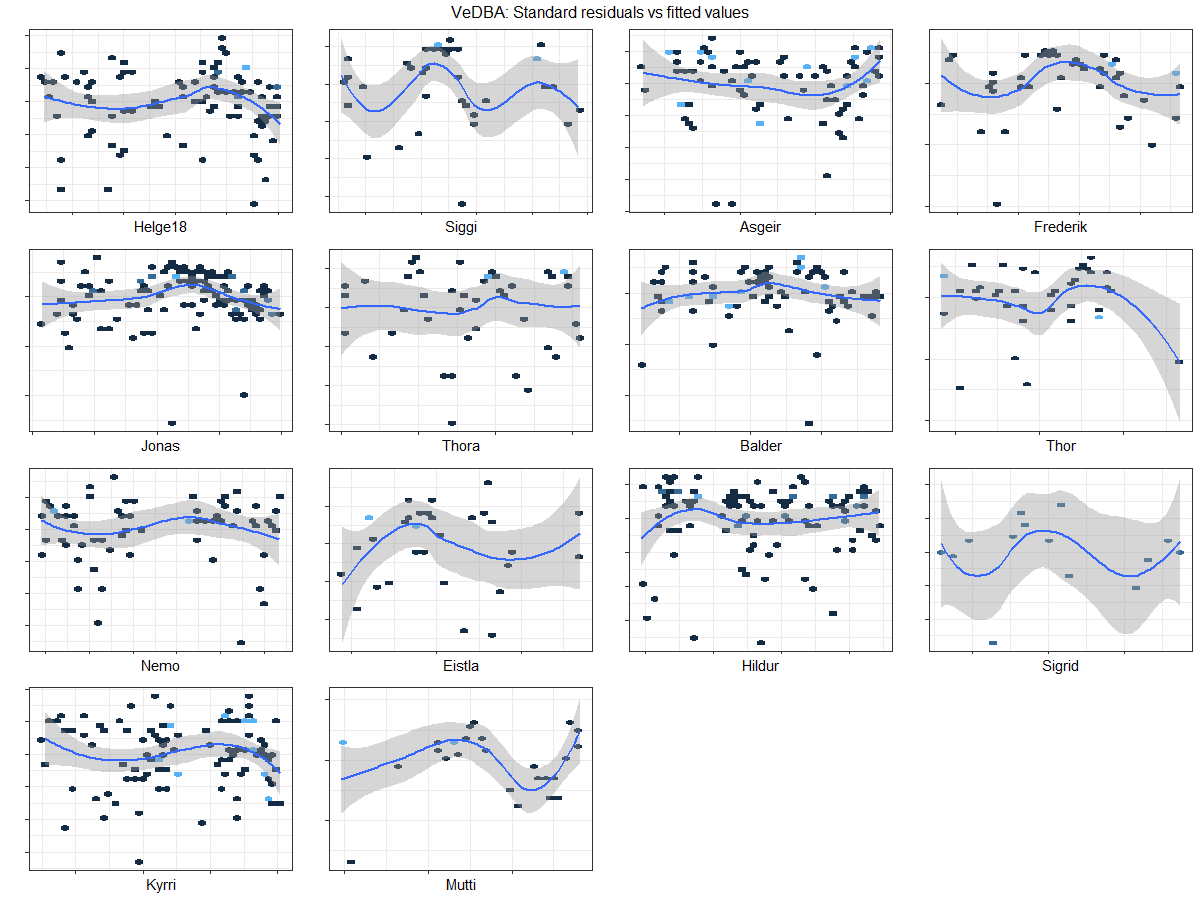 VeDBA: Standard residuals vs fitted values
Helge18
Siggi
Asgeir
Frederik
Jonas
Thora
Balder
Thor
Nemo
Eistla
Hildur
Sigrid
Kyrri
Mutti